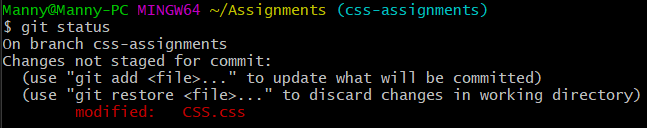 Manny@Manny-PC MINGW64 ~/Assignments (css-assignments)
$ git status
On branch css-assignments
Changes not staged for commit:
  (use "git add <file>..." to update what will be committed)
  (use "git restore <file>..." to discard changes in working directory)
        modified:   CSS.css